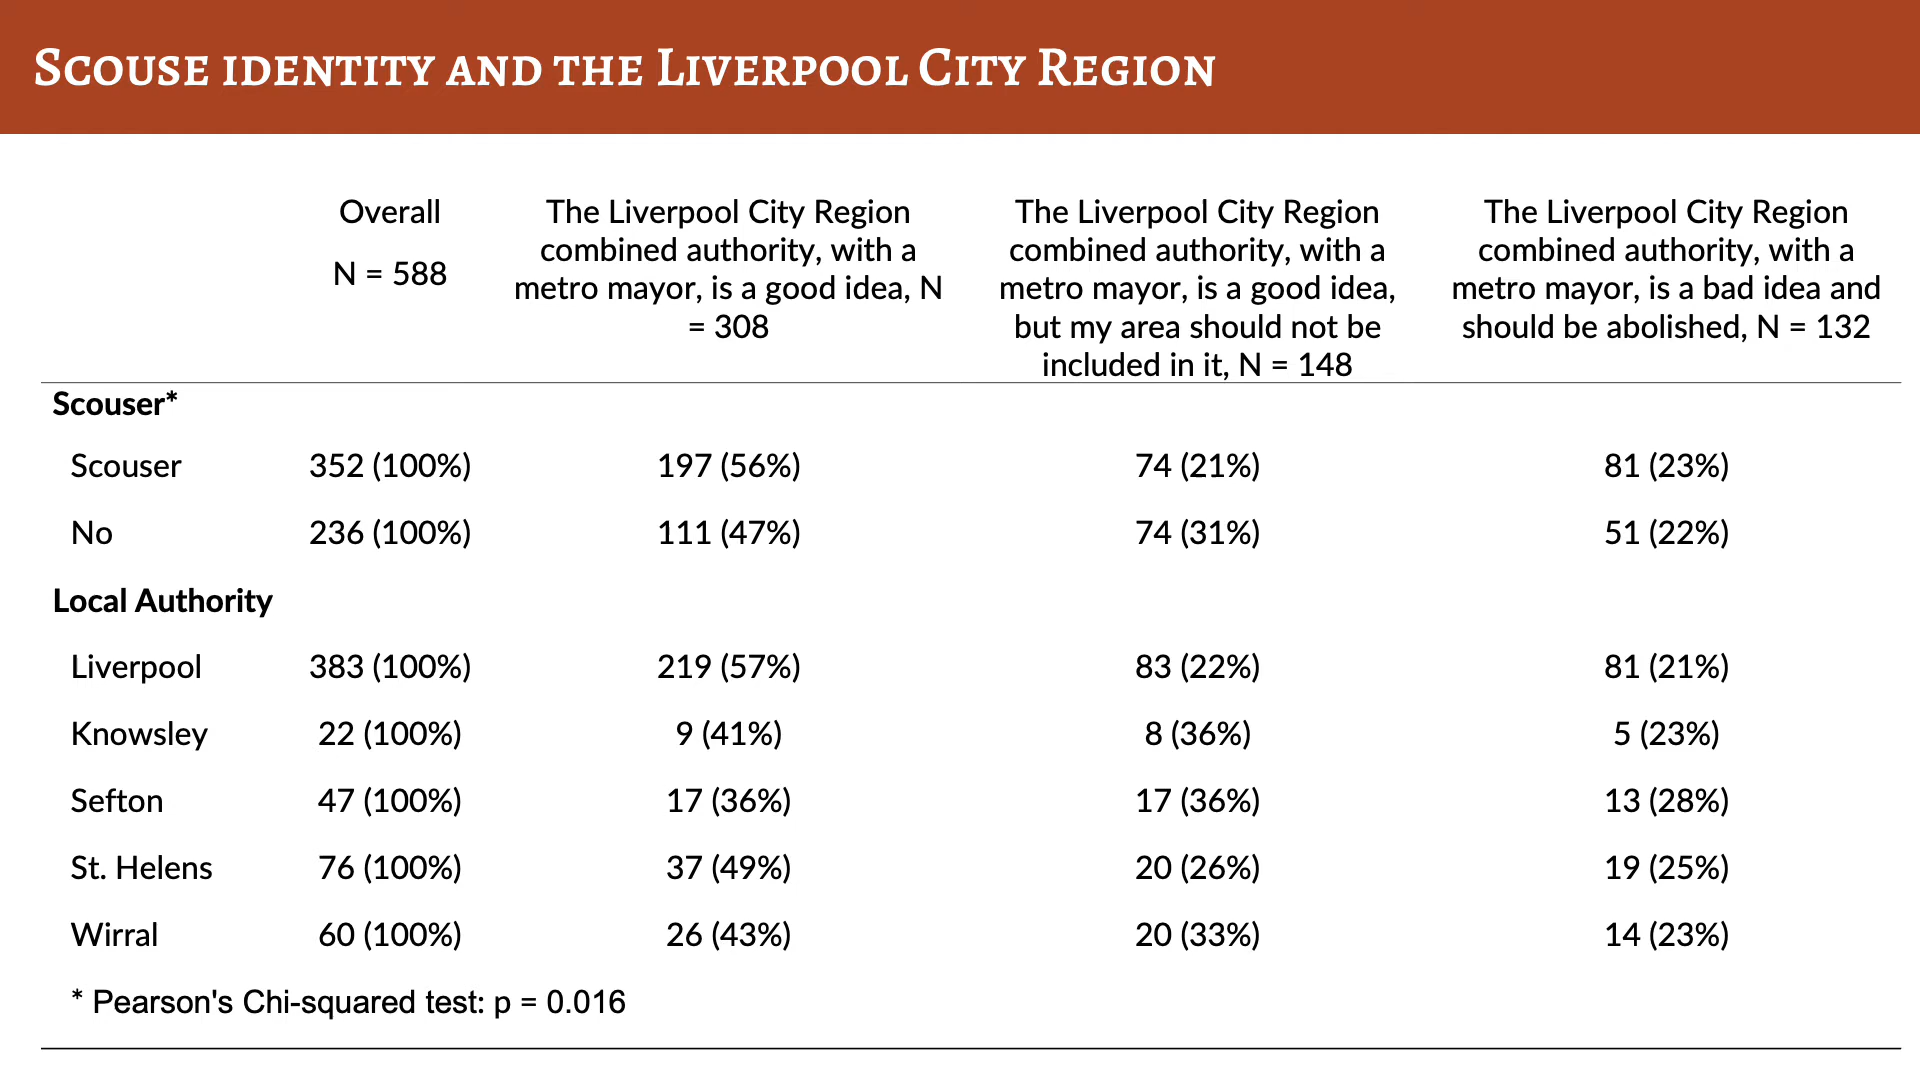 Scouse identity and the Liverpool City Region
Overall
N = 588
The Liverpool City Region
combined authority, with a
metro mayor, is a good idea, N
= 308
The Liverpool City Region
combined authority, with a
metro mayor, is a good idea,
but my area should not be
included in it, N = 148
The Liverpool City Region
combined authority, with a
metro mayor, is a bad idea and
should be abolished, N = 132
Scouser*
Scouser 352 (100%) 197 (56%) 74 (21%) 81 (23%)
No 236 (100%) 111 (47%) 74 (31%) 51 (22%)
Local Authority
Liverpool 383 (100%) 219 (57%) 83 (22%) 81 (21%)
Knowsley 22 (100%) 9 (41%) 8 (36%) 5 (23%)
Sefton 47 (100%) 17 (36%) 17 (36%) 13 (28%)
St. Helens 76 (100%) 37 (49%) 20 (26%) 19 (25%)
Wirral 60 (100%) 26 (43%) 20 (33%) 14 (23%)
* Pearson's Chi-squared test: p = 0.016